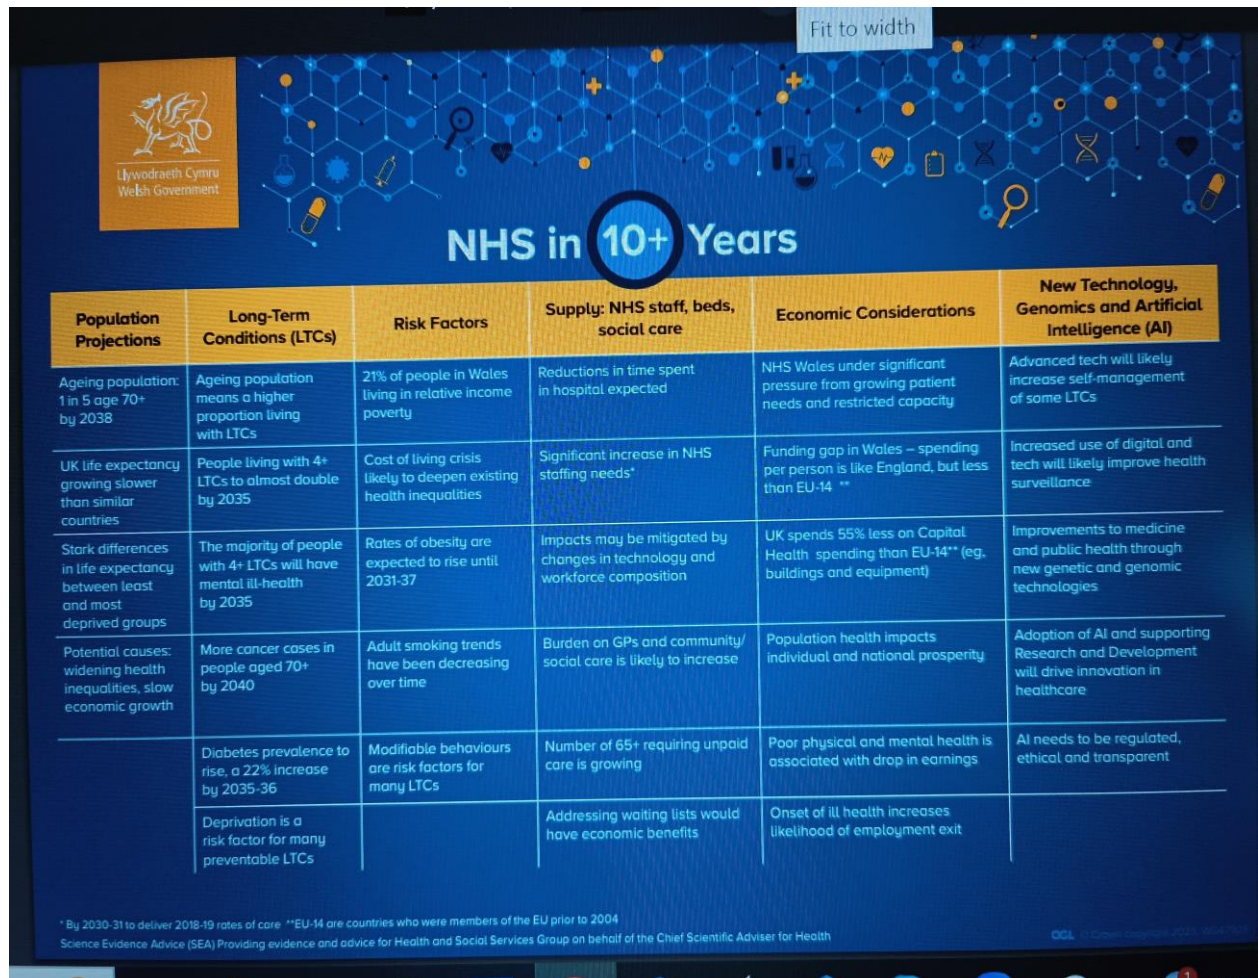 Fit to width
Llywodraeth Cymru
Welsh Government
NHS in 10+ Years
Population
Projections
Long-Term
Conditions (LTCs)
Risk Factors
Supply: NHS staff, beds,
social care
Economic Considerations
New Technology,
Genomics and Artificial
Intelligence (AI)
Ageing population:
1 in 5 age 70+
by 2038
Ageing population
means a higher
proportion living
with LTCs
21% of people in Wales
living in relative income
poverty
Reductions in time spent
in hospital expected
NHS Wales under significant
pressure from growing patient
needs and restricted capacity
Advanced tech will likely
increase self-management
of some LTCs
UK life expectancy
growing slower
than similar
countries
People living with 4+
LTCs to almost double
by 2035
Cost of living crisis
likely to deepen existing
health inequalities
Significant increase in NHS
staffing needs*
Funding gap in Wales – spending
per person is like England, but less
than EU-14 **
Increased use of digital and
tech will likely improve health
surveillance
Stark differences
in life expectancy
between least
and most
deprived groups
The majority of people
with 4+ LTCs will have
mental ill-health
by 2035
Rates of obesity are
expected to rise until
2031-37
Impacts may be mitigated by
changes in technology and
workforce composition
UK spends 55% less on Capital
Health spending than EU-14** (eg,
buildings and equipment)
Improvements to medicine
and public health through
new genetic and genomic
technologies
Potential causes:
widening health
inequalities, slow
economic growth
More cancer cases in
people aged 70+
by 2040
Adult smoking trends
have been decreasing
over time
Burden on GPs and community/
social care is likely to increase
Population health impacts
individual and national prosperity
Adoption of AI and supporting
Research and Development
will drive innovation in
healthcare
Diabetes prevalence to
rise, a 22% increase
by 2035-36
Modifiable behaviours
are risk factors for
many LTCs
Number of 65+ requiring unpaid
care is growing
Poor physical and mental health is
associated with drop in earnings
AI needs to be regulated,
ethical and transparent
Deprivation is a
risk factor for many
preventable LTCs
Addressing waiting lists would
have economic benefits
Onset of ill health increases
likelihood of employment exit
* By 2030-31 to deliver 2018-19 rates of care **EU-14 are countries who were members of the EU prior to 2004
Science Evidence Advice (SEA) Providing evidence and advice for Health and Social Services Group on behalf of the Chief Scientific Adviser for Health
OGL © Crown Copyright 2023,
1